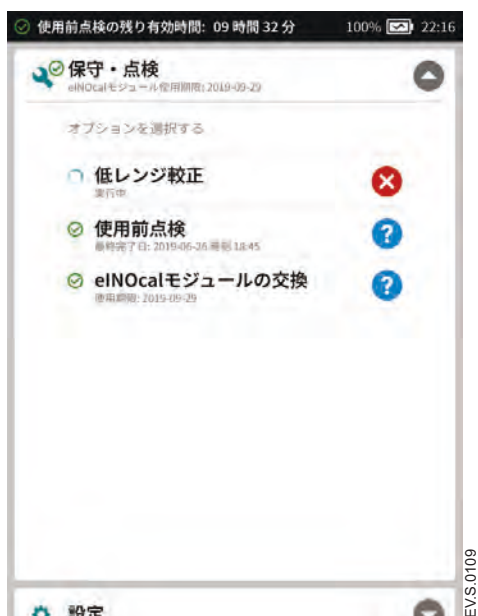 使用前点検の残り有効時間: 09 時間 32 分 100% 22:16
保守・点検
eINOcalモジュール使用期限: 2019-09-29
オプションを選択する
低レンジ較正
実行中
使用前点検
最終完了日: 2019-06-26 時刻 18:45
eINOcalモジュールの交換
使用期限: 2019-09-29
設定
EV.S.0109